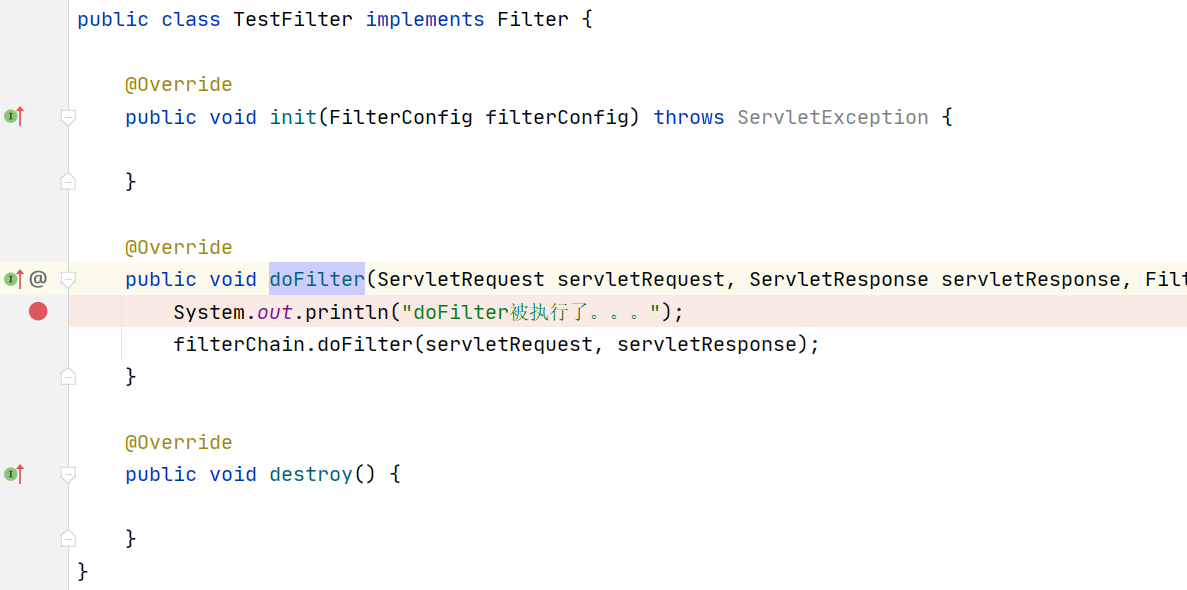 public class TestFilter implements Filter {
@Override
public void init(FilterConfig filterConfig) throws ServletException {
}
@Override
@ public void doFilter(ServletRequest servletRequest, ServletResponse servletResponse, Filt
System.out.println("doFilter被执行了。。。");
filterChain.doFilter(servletRequest, servletResponse);
}
@Override
public void destroy() {
}
}